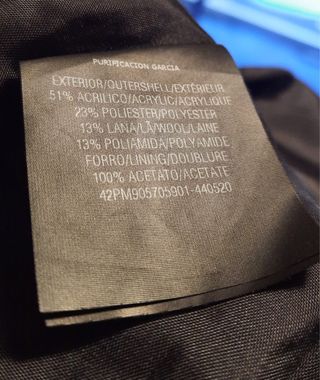 PURIFICACION GARCIA
EXTERIOR/OUTERSHELL/EXTÉRIEUR
51% ACRILICO/ACRYLIC/ACRYLIQUE
23% POLIESTER/POLYESTER
13% LANA/LÃ/WOOL/LAINE
13% POLIAMIDA/POLYAMIDE
FORRO/LINING/DOUBLURE
100% ACETATO/ACETATE
42PM905705901-440520